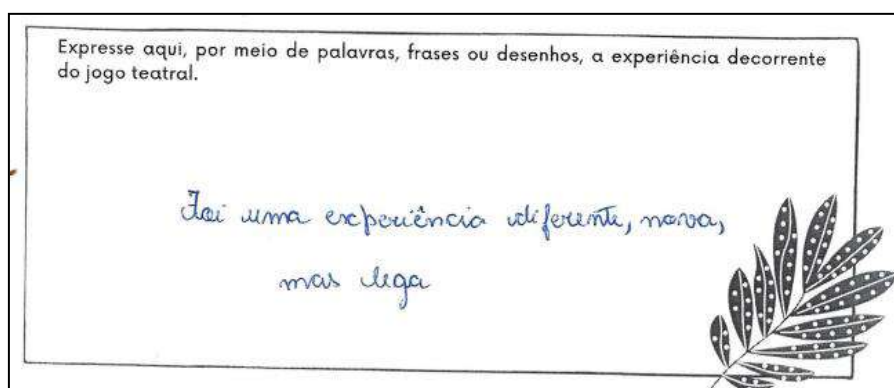 Expresse aqui, por meio de palavras, frases ou desenhos, a experiência decorrente
do jogo teatral.
Foi uma experiência diferente, nova,
mas lega